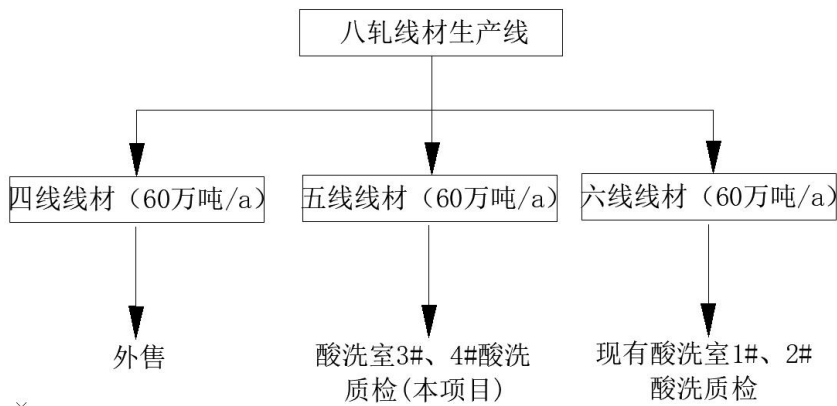 八轧线材生产线
四线线材（60万吨/a）
五线线材（60万吨/a）
六线线材（60万吨/a）
外售
酸洗室3#、4#酸洗
质检(本项目)
现有酸洗室1#、2#
酸洗质检